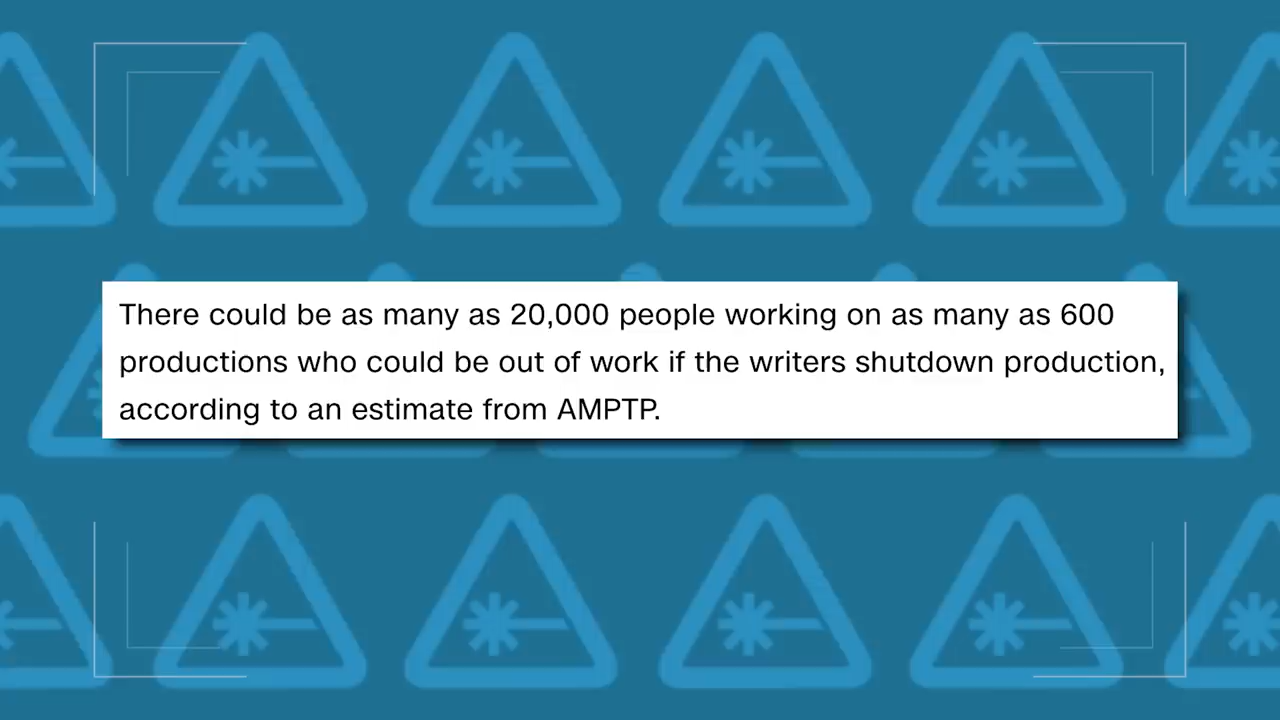 There could be as many as 20,000 people working on as many as 600
productions who could be out of work if the writers shutdown production,
according to an estimate from AMPTP.